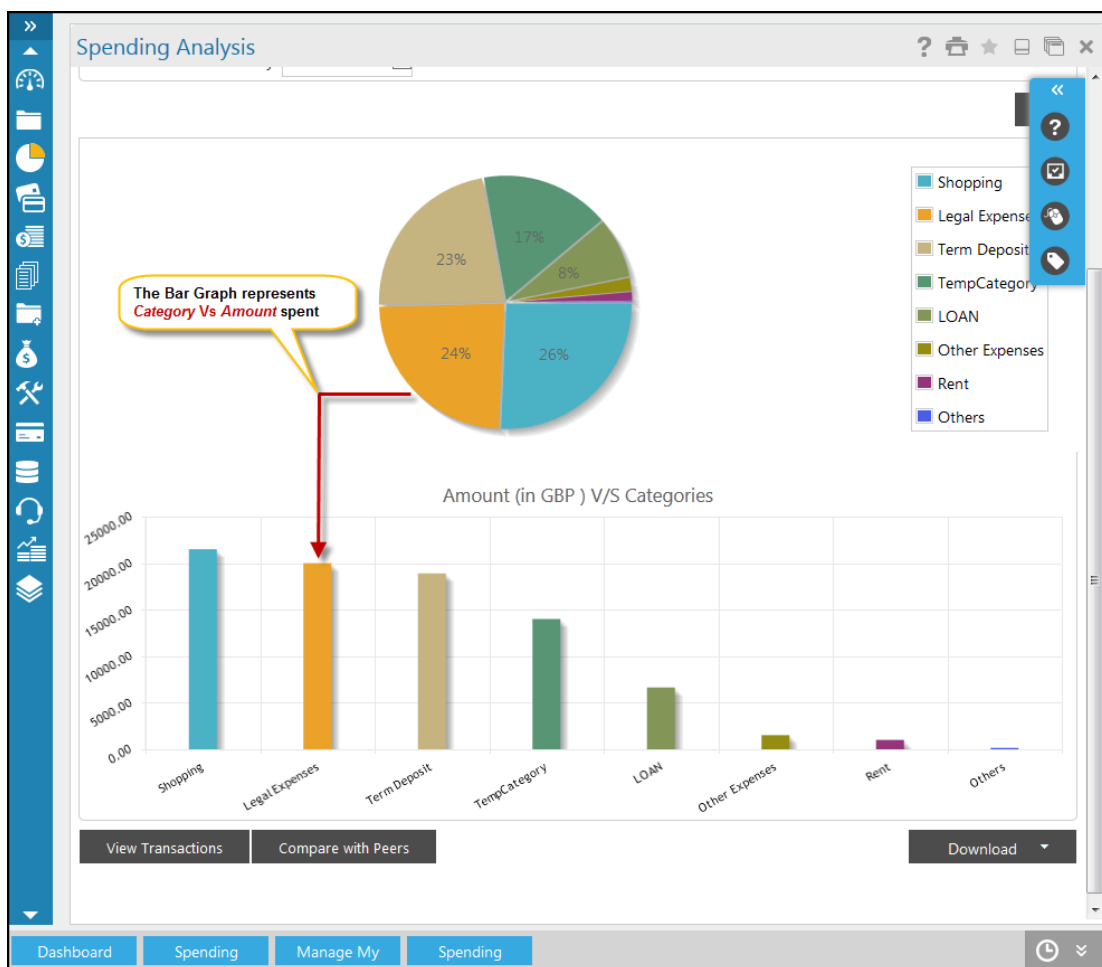 Spending Analysis
17%
23%
8%
24%
26%
The Bar Graph represents
Category Vs Amount spent
Shopping
Legal Expense
Term Deposit
TempCategory
LOAN
Other Expenses
Rent
Others
Amount (in GBP ) V/S Categories
25000.00
20000.00
15000.00
10000.00
5000.00
0.00
Shopping
Legal Expenses
Term Deposit
TempCategory
LOAN
Other Expenses
Rent
Others
View Transactions
Compare with Peers
Download
Dashboard
Spending
Manage My
Spending